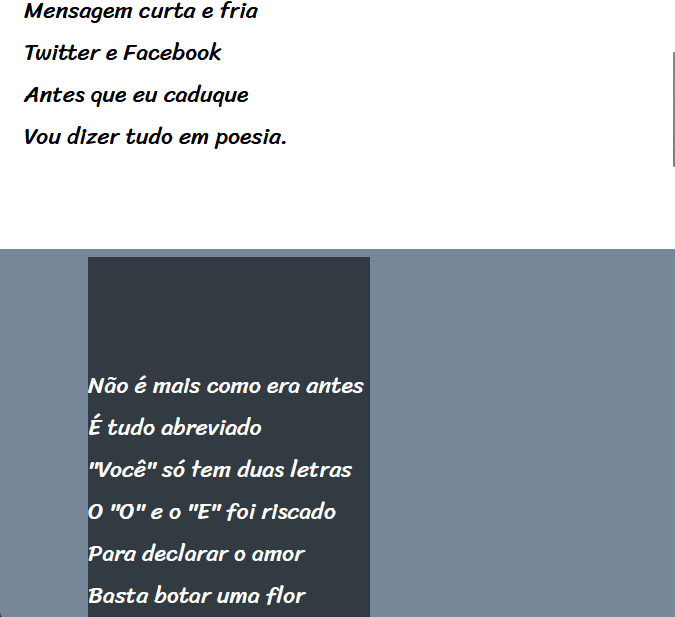 Mensagem curta e fria
Twitter e Facebook
Antes que eu caduque
Vou dizer tudo em poesia.
Não é mais como era antes
É tudo abreviado
"Você" só tem duas letras
O "O" e o "E" foi riscado
Para declarar o amor
Basta botar uma flor